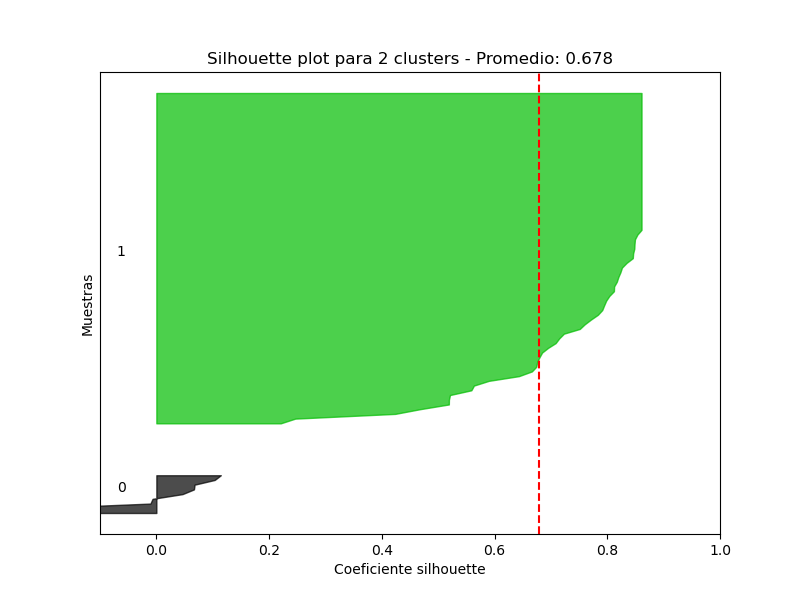 Silhouette plot para 2 clusters - Promedio: 0.678
1
Muestras
0
0.0 0.2 0.4 0.6 0.8 1.0
Coeficiente silhouette